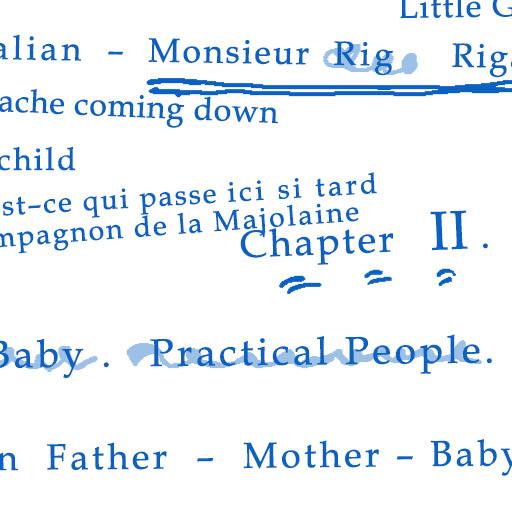 Little G
alian – Monsieur Rig Rig
ache coming down
child
st-ce qui passe ici si tard
mpagnon de la Majolaine
Chapter II.
Baby. Practical People.
n Father – Mother – Baby